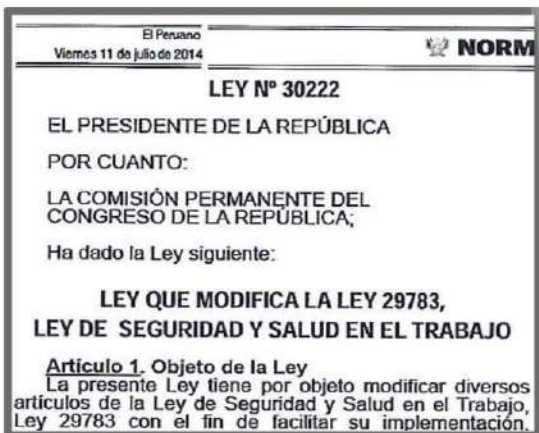 El Peruano
Viernes 11 de julio de 2014
NORM
LEY Nº 30222
EL PRESIDENTE DE LA REPÚBLICA
POR CUANTO:
LA COMISIÓN PERMANENTE DEL
CONGRESO DE LA REPÚBLICA;
Ha dado la Ley siguiente:
LEY QUE MODIFICA LA LEY 29783,
LEY DE SEGURIDAD Y SALUD EN EL TRABAJO
Artículo 1. Objeto de la Ley
La presente Ley tiene por objeto modificar diversos
artículos de la Ley de Seguridad y Salud en el Trabajo,
Ley 29783 con el fin de facilitar su implementación.